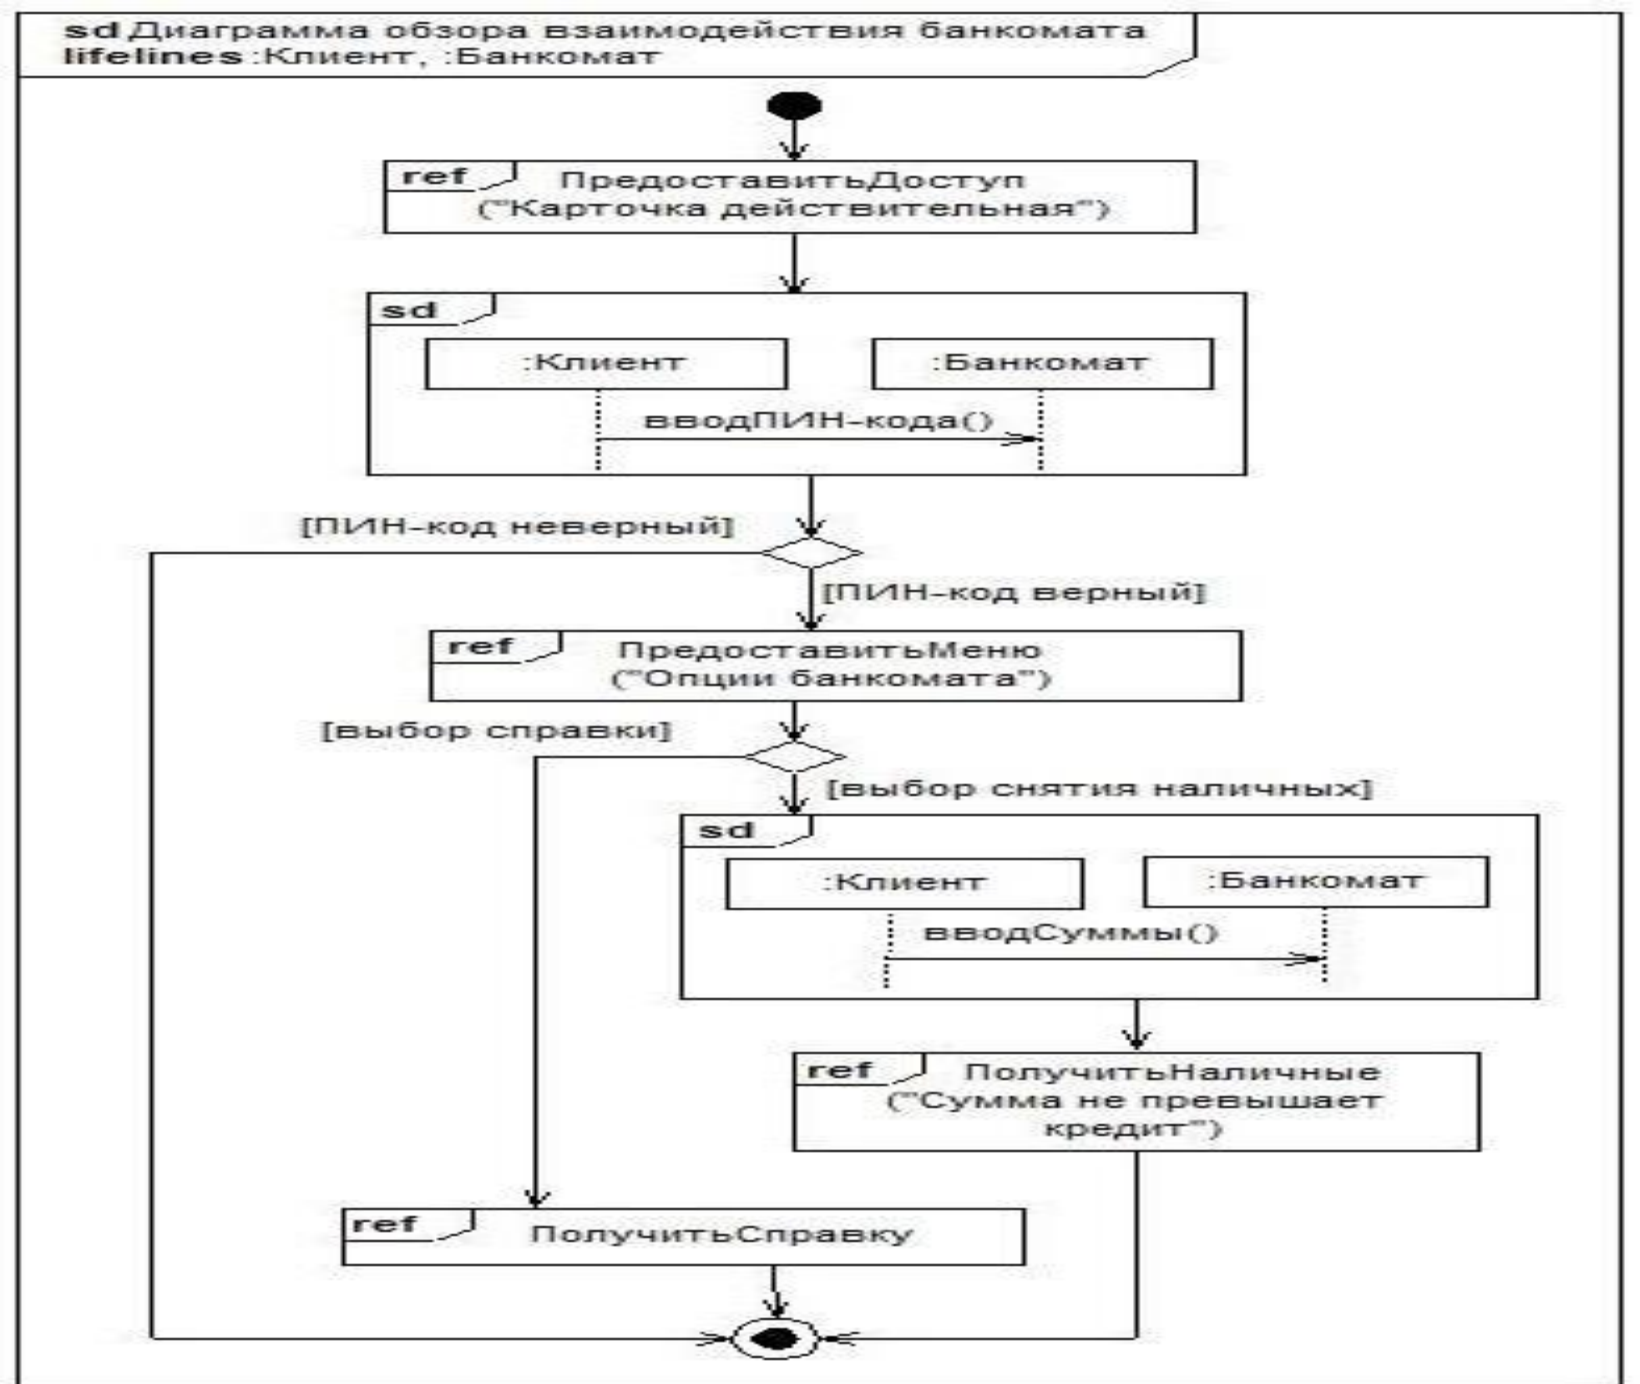 sd Диаграмма обзора взаимодействия банкомата
lifelines :Клиент, :Банкомат
ref ПредоставитьДоступ
("Карточка действительная")
sd
:Клиент :Банкомат
вводПИН-кода()
[ПИН-код неверный]
[ПИН-код верный]
ref ПредоставитьМеню
("Опции банкомата")
[выбор справки]
[выбор снятия наличных]
sd
:Клиент :Банкомат
вводСуммы()
ref ПолучитьНаличные
("Сумма не превышает
кредит")
ref ПолучитьСправку